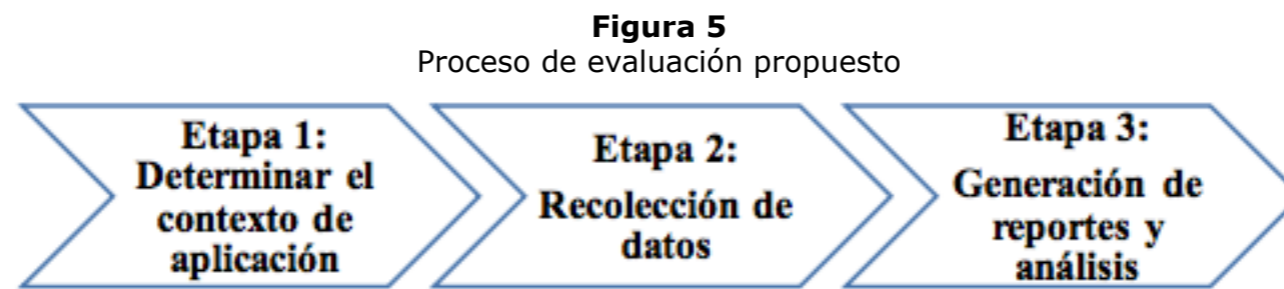 Figura 5
Proceso de evaluación propuesto
Etapa 1:
Determinar el
contexto de
aplicación
Etapa 2:
Recolección de
datos
Etapa 3:
Generación de
reportes y
análisis